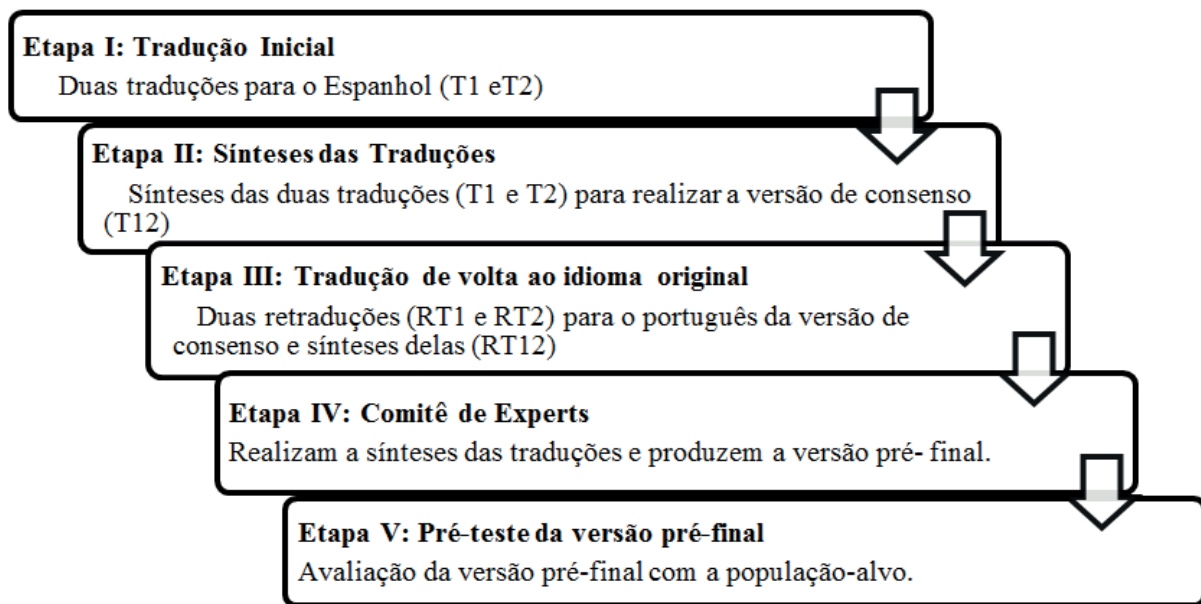 Etapa I: Tradução Inicial
Duas traduções para o Espanhol (T1 eT2)
Etapa II: Sínteses das Traduções
Sínteses das duas traduções (T1 e T2) para realizar a versão de consenso
(T12)
Etapa III: Tradução de volta ao idioma original
Duas retraduções (RT1 e RT2) para o português da versão de
consenso e sínteses delas (RT12)
Etapa IV: Comitê de Experts
Realizam a sínteses das traduções e produzem a versão pré- final.
Etapa V: Pré-teste da versão pré-final
Avaliação da versão pré-final com a população-alvo.